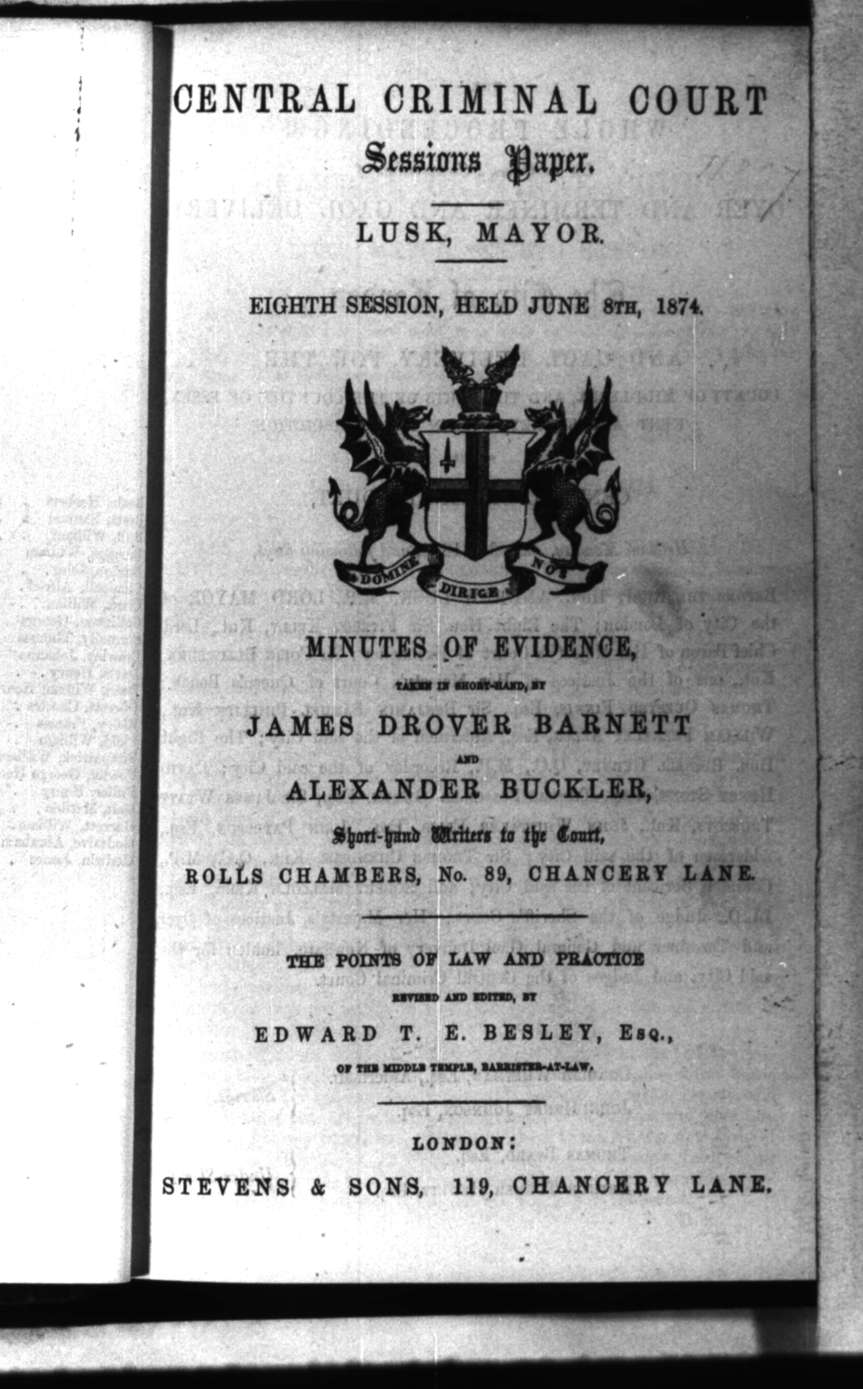 CENTRAL CRIMINAL COURT
Sessions Paper.
LUSK, MAYOR.
EIGHTH SESSION, HELD JUNE 8TH, 1874.
DOMINE DIRIGE NOS
MINUTES OF EVIDENCE,
TAKEN IN SHORT-HAND, BY
JAMES DROVER BARNETT
AND
ALEXANDER BUCKLER,
Short-hand Writers to the Court,
ROLLS CHAMBERS, No. 89, CHANCERY LANE.
THE POINTS OF LAW AND PRACTICE
REVISED AND EDITED, BY
EDWARD T. E. BESLEY, ESQ.,
OF THE MIDDLE TEMPLE, BARRISTER-AT-LAW.
LONDON:
STEVENS & SONS, 119, CHANCERY LANE.